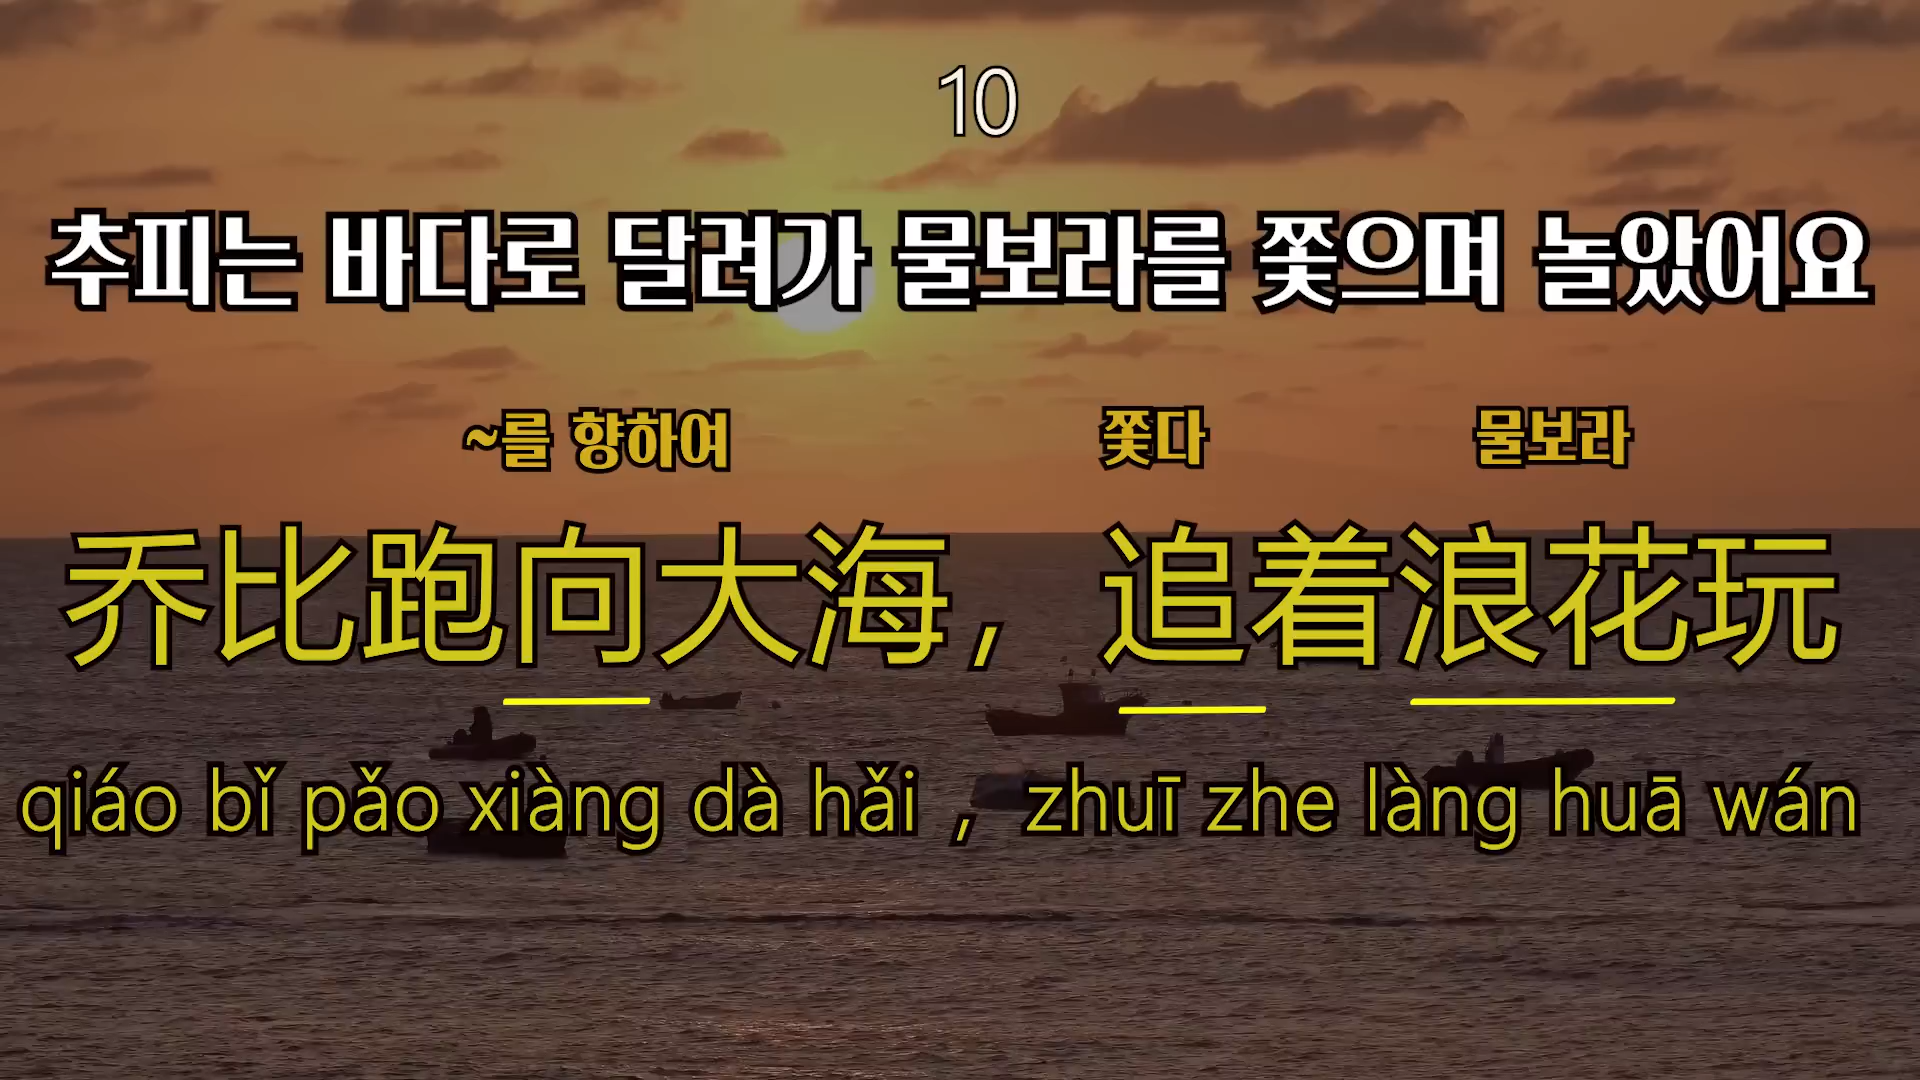 10
추피는 바다로 달려가 물보라를 쫓으며 놀았어요
~를 향하여 쫓다 물보라
乔比跑向大海，追着浪花玩
qiáo bǐ pǎo xiàng dà hǎi , zhuī zhe làng huā wán